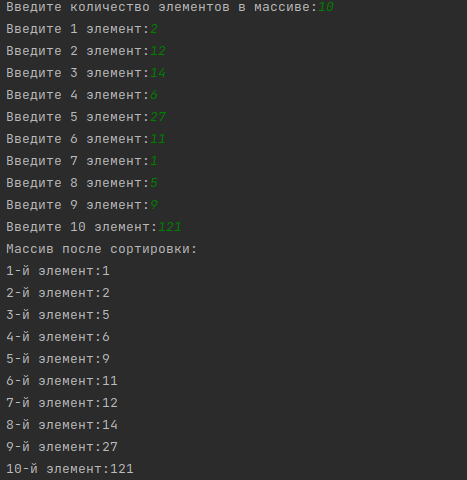 Введите количество элементов в массиве:10
Введите 1 элемент:2
Введите 2 элемент:12
Введите 3 элемент:14
Введите 4 элемент:6
Введите 5 элемент:27
Введите 6 элемент:11
Введите 7 элемент:1
Введите 8 элемент:5
Введите 9 элемент:9
Введите 10 элемент:121
Массив после сортировки:
1-й элемент:1
2-й элемент:2
3-й элемент:5
4-й элемент:6
5-й элемент:9
6-й элемент:11
7-й элемент:12
8-й элемент:14
9-й элемент:27
10-й элемент:121